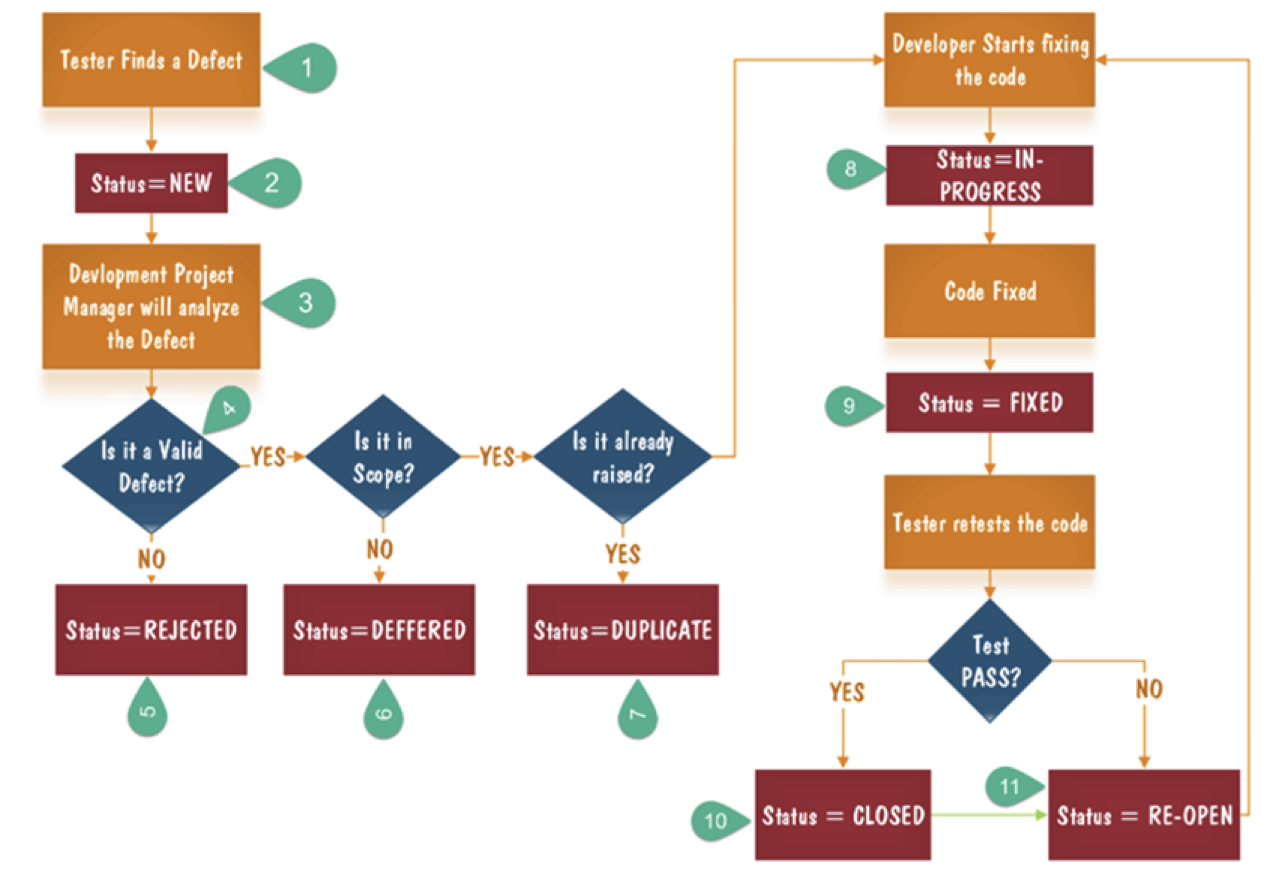 Tester Finds a Defect
1
Status=NEW
2
Devlopment Project
Manager will analyze
the Defect
3
4
Is it a Valid
Defect?
YES
Is it in
Scope?
YES
Is it already
raised?
NO
NO
YES
Status=REJECTED
Status=DEFFERED
Status=DUPLICATE
5
6
7
Developer Starts fixing
the code
8
Status=IN-
PROGRESS
Code Fixed
9
Status = FIXED
Tester retests the code
Test
PASS?
YES
NO
10
Status = CLOSED
11
Status = RE-OPEN